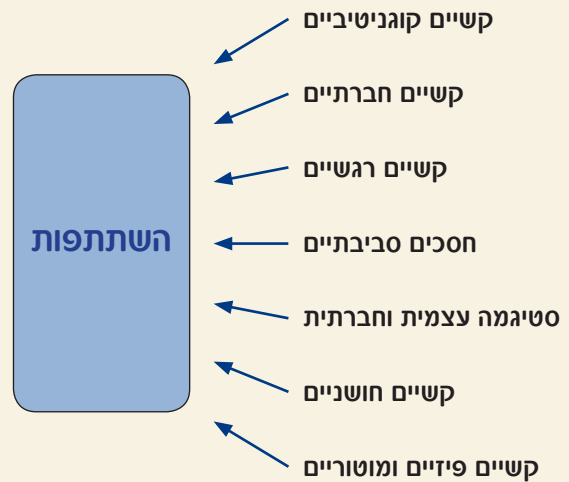 קשיים קוגניטיביים
קשיים חברתיים
קשיים רגשיים
השתתפות
חסכים סביבתיים
סטיגמה עצמית וחברתית
קשיים חושניים
קשיים פיזיים ומוטוריים